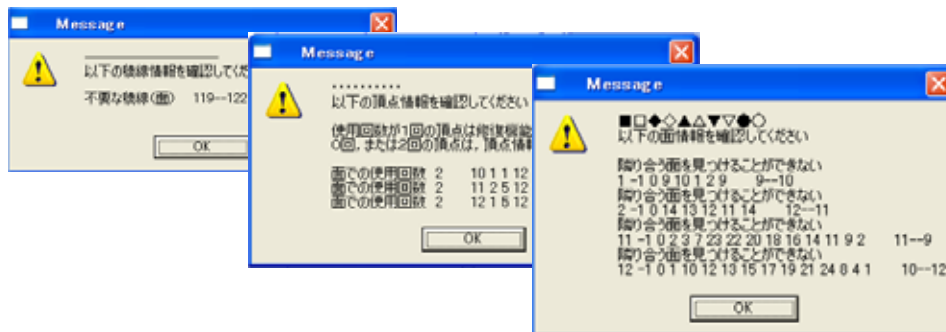 Message
以下の稜線情報を確認してくだ
不要な稜線(面) 119--122
OK
Message
**********
以下の頂点情報を確認してください
使用回数が1回の頂点は修復機能
0回、または2回の頂点は、頂点情報
面での使用回数 2 10 1 1 12
面での使用回数 2 11 2 5 12
面での使用回数 2 12 1 5 12
OK
Message
■□◆◇▲△▼▽●○
以下の面情報を確認してください
隣り合う面を見つけることができない
1 -1 0 9 10 1 2 9 9--10
隣り合う面を見つけることができない
2 -1 0 14 13 12 11 14 12--11
隣り合う面を見つけることができない
11 -1 0 2 3 7 23 22 20 18 16 14 11 9 2 11--9
隣り合う面を見つけることができない
12 -1 0 1 10 12 13 15 17 19 21 24 8 4 1 10--12
OK